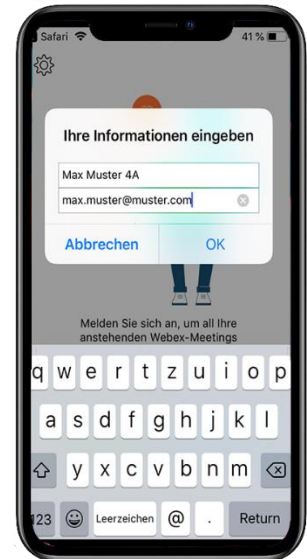 Safari 41 %
Ihre Informationen eingeben
Max Muster 4A
max.muster@muster.com
Abbrechen OK
Melden Sie sich an, um all Ihre
anstehenden Webex-Meetings
q w e r t z u i o p
a s d f g h j k l
y x c v b n m
123 Leerzeichen @ . Return